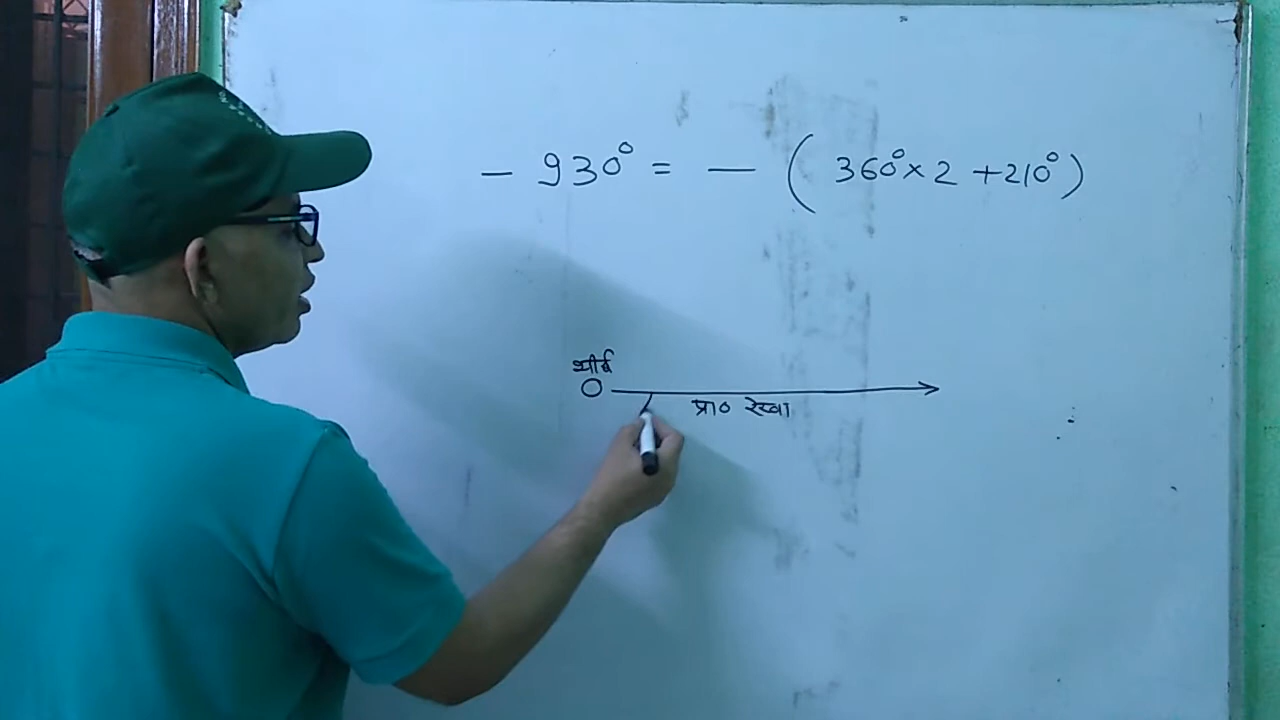 − 930° = − ( 360° × 2 + 210° )
शीर्ष
O
प्रा० रेखा